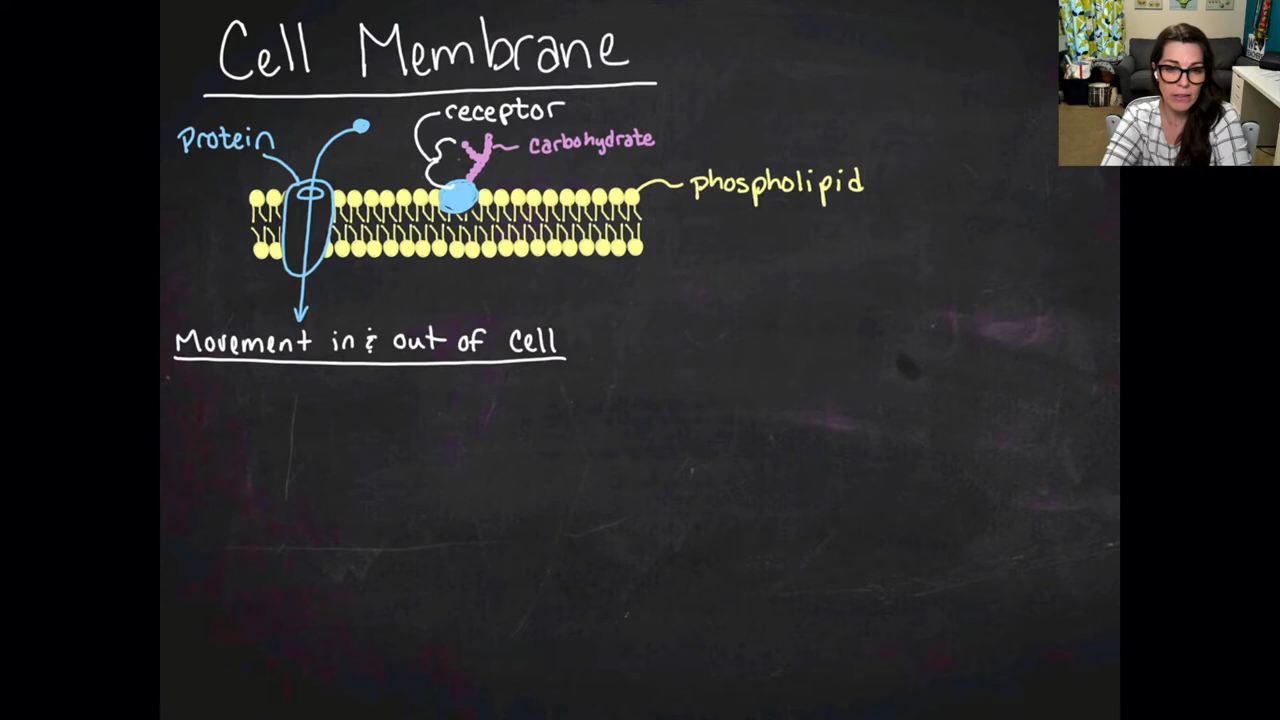 Cell Membrane
receptor
Protein
carbohydrate
phospholipid
Movement in & out of cell